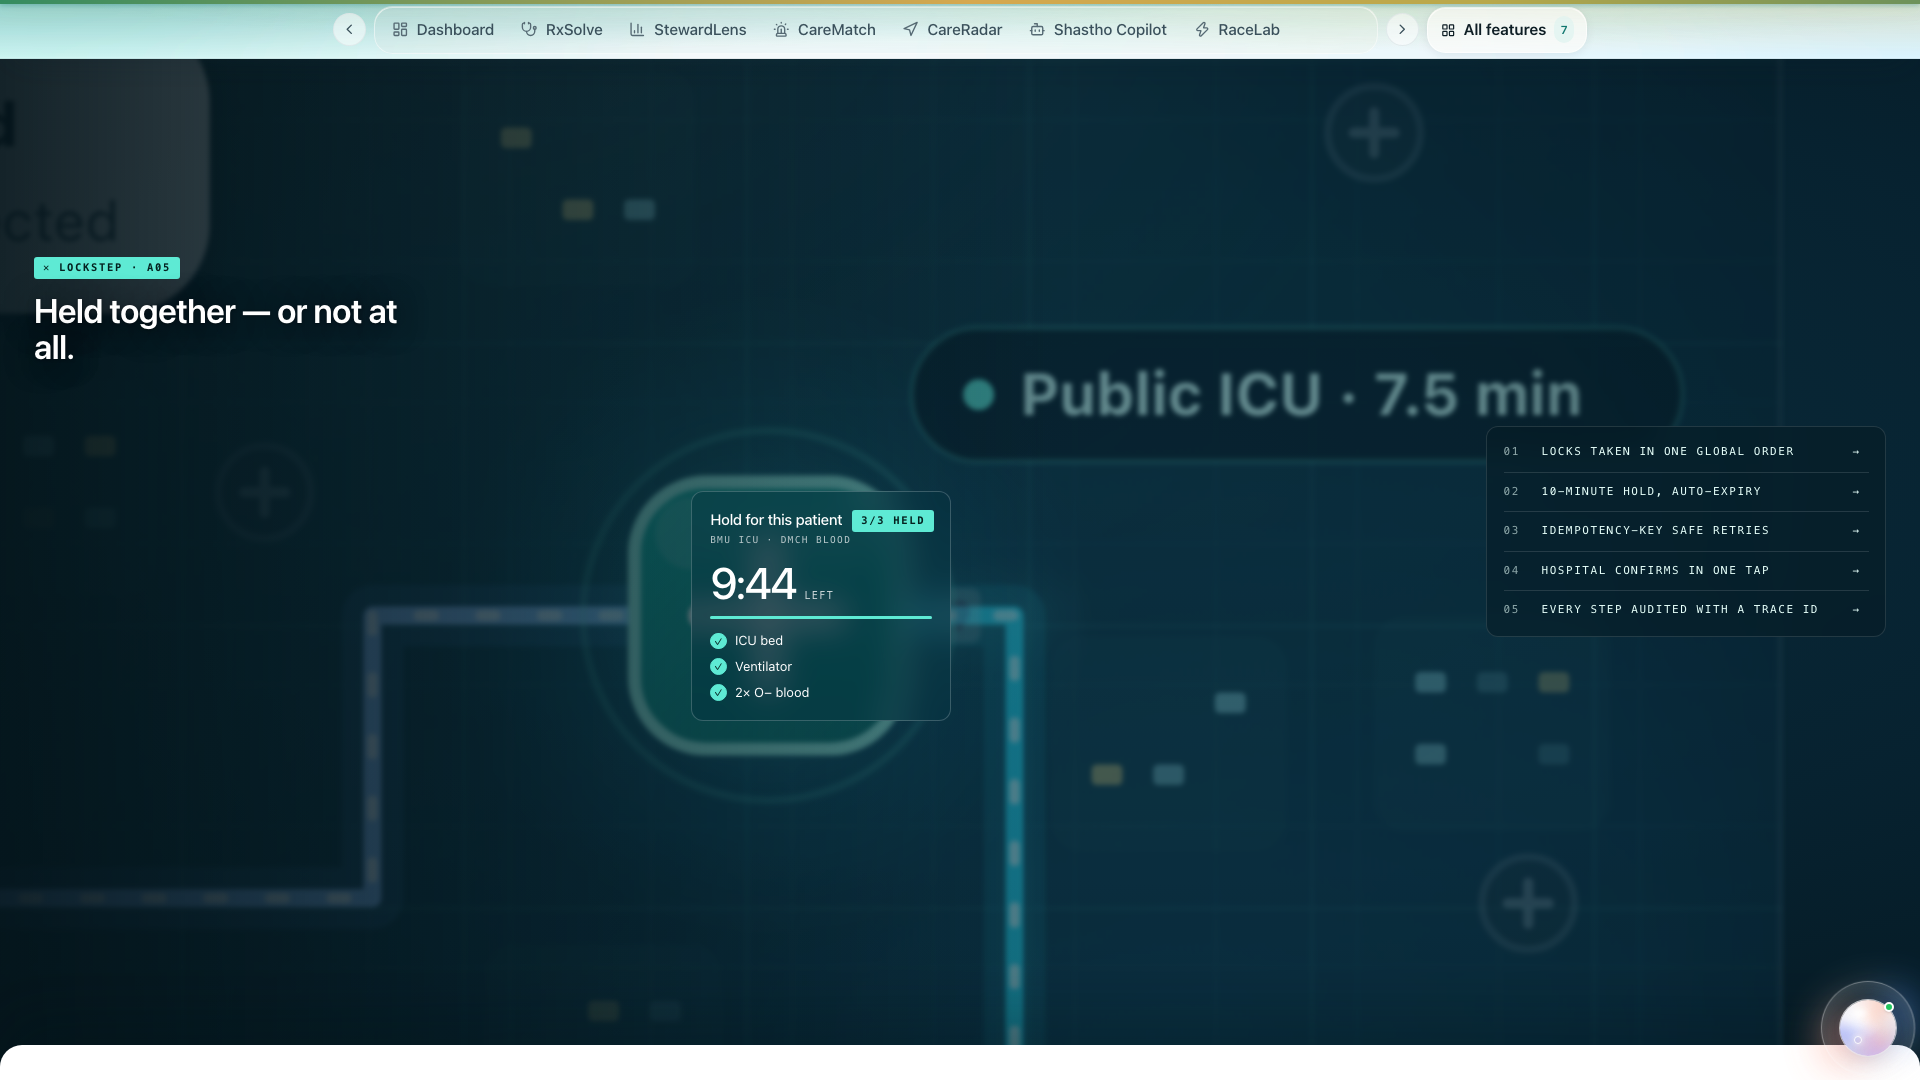 Dashboard
RxSolve
StewardLens
CareMatch
CareRadar
Shastho Copilot
RaceLab
All features 7
cted
× LOCKSTEP · A05
Held together — or not at
all.
Public ICU · 7.5 min
Hold for this patient 3/3 HELD
BMU ICU · DMCH BLOOD
9:44 LEFT
ICU bed
Ventilator
2× O− blood
01 LOCKS TAKEN IN ONE GLOBAL ORDER →
02 10-MINUTE HOLD, AUTO-EXPIRY →
03 IDEMPOTENCY-KEY SAFE RETRIES →
04 HOSPITAL CONFIRMS IN ONE TAP →
05 EVERY STEP AUDITED WITH A TRACE ID →